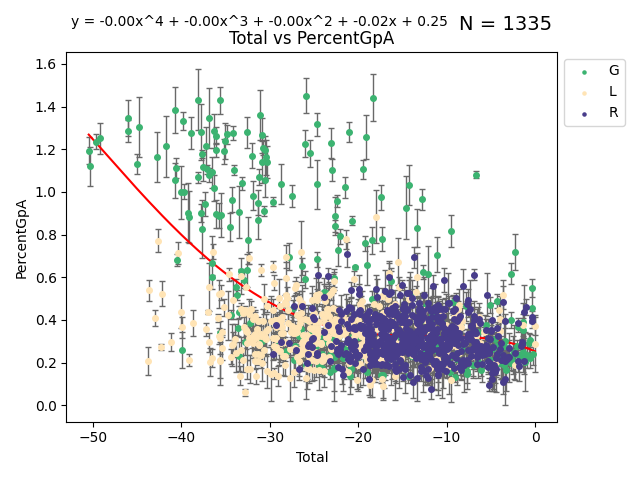 y = -0.00x^4 + -0.00x^3 + -0.00x^2 + -0.02x + 0.25
N = 1335
Total vs PercentGpA
G
L
R
PercentGpA
1.6
1.4
1.2
1.0
0.8
0.6
0.4
0.2
0.0
−50
−40
−30
−20
−10
0
Total